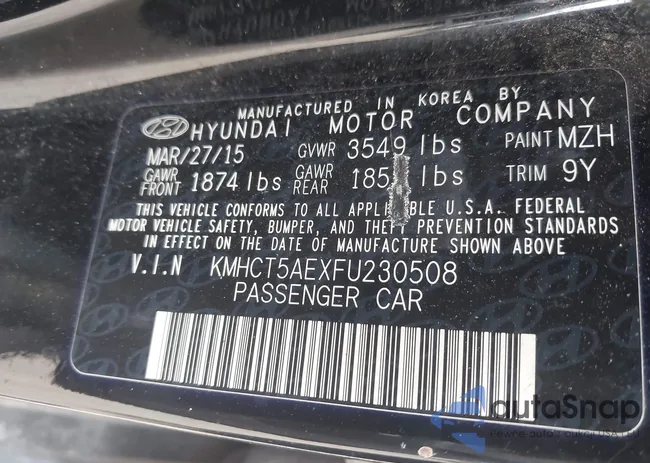 MANUFACTURED IN KOREA BY
HYUNDAI MOTOR COMPANY
MAR/27/15 GVWR 3549 lbs PAINT MZH
GAWR FRONT 1874 lbs GAWR REAR lbs TRIM 9Y
THIS VEHICLE CONFORMS TO ALL U.S.A. FEDERAL
MOTOR VEHICLE SAFETY, BUMPER, AND PREVENTION STANDARDS
IN EFFECT ON THE DATE OF MANUFACTURE SHOWN ABOVE
V.I.N KMHCT5AEXFU230508
PASSENGER CAR
autaSnap